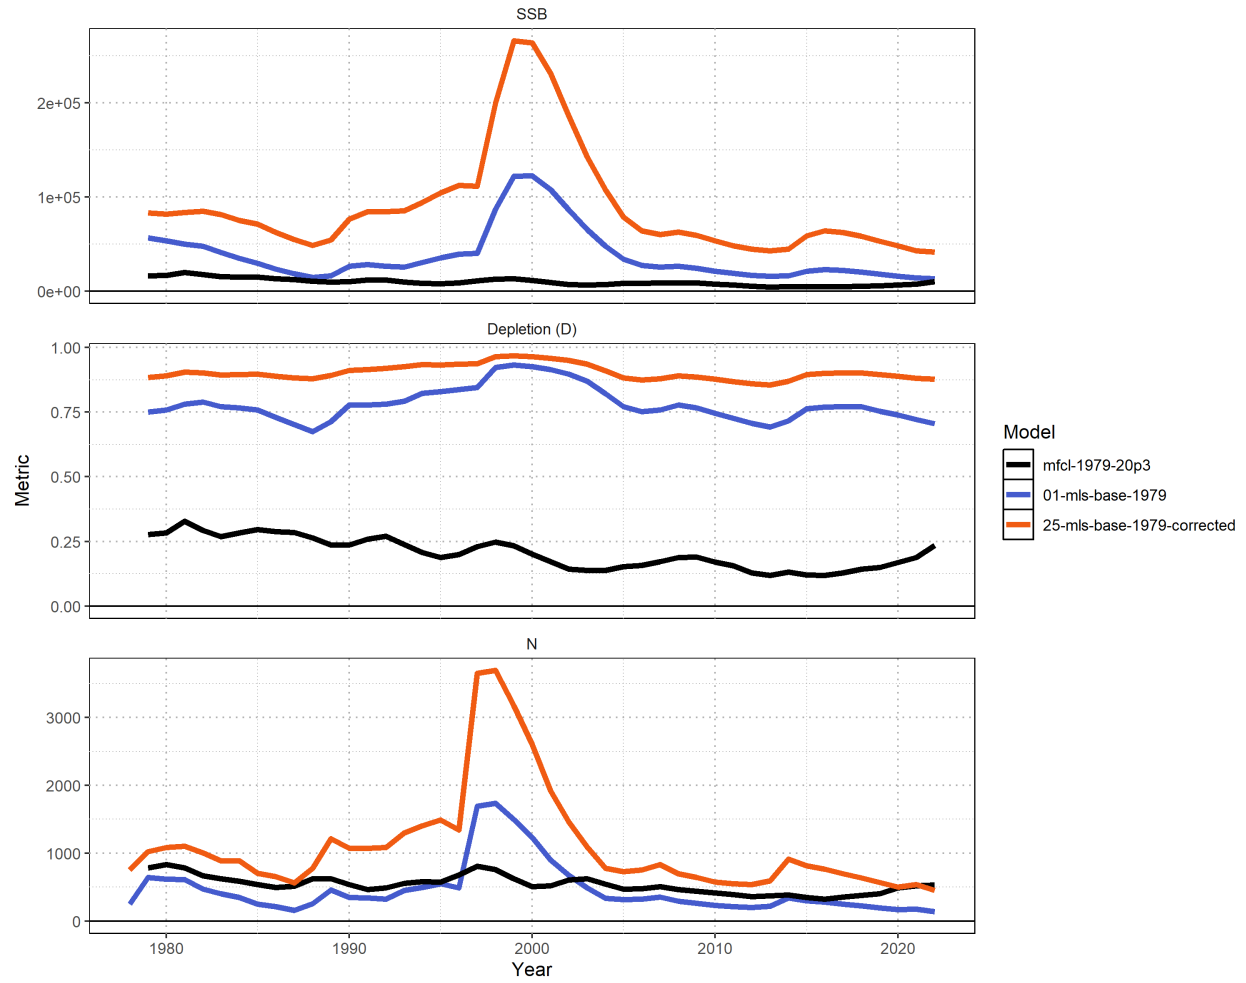 SSB
2e+05
1e+05
0e+00
Depletion (D)
1.00
0.75
0.50
0.25
0.00
Metric
N
3000
2000
1000
0
1980 1990 2000 2010 2020
Year
Model
mfcl-1979-20p3
01-mls-base-1979
25-mls-base-1979-corrected